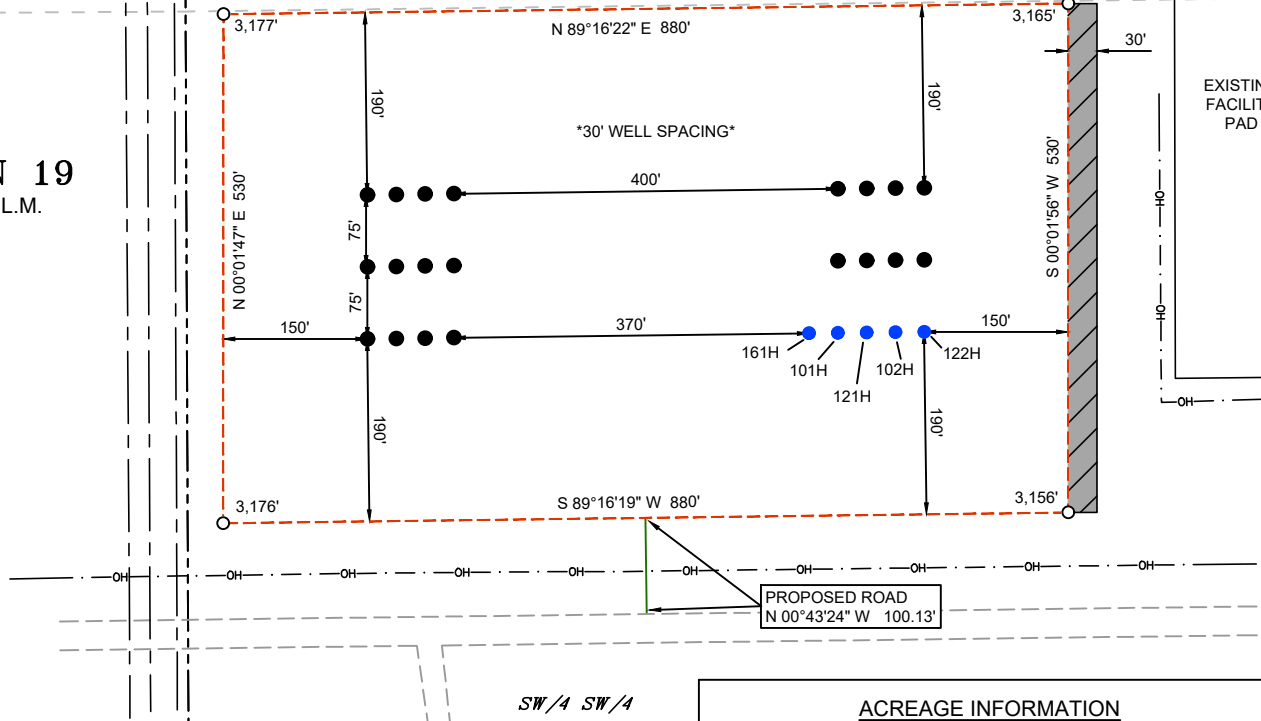 3,177'
N 89°16'22" E 880'
3,165'
30'
EXISTIN
FACILIT
PAD
190'
190'
*30' WELL SPACING*
N 19
L.M.
N 00°01'47" E 530'
400'
S 00°01'56" W 530'
OH
75'
75'
OH
150'
370'
150'
161H
101H
121H
102H
122H
OH
190'
190'
3,176'
S 89°16'19" W 880'
3,156'
OH
OH
OH
OH
OH
OH
OH
OH
OH
OH
PROPOSED ROAD
N 00°43'24" W 100.13'
SW/4 SW/4
ACREAGE INFORMATION